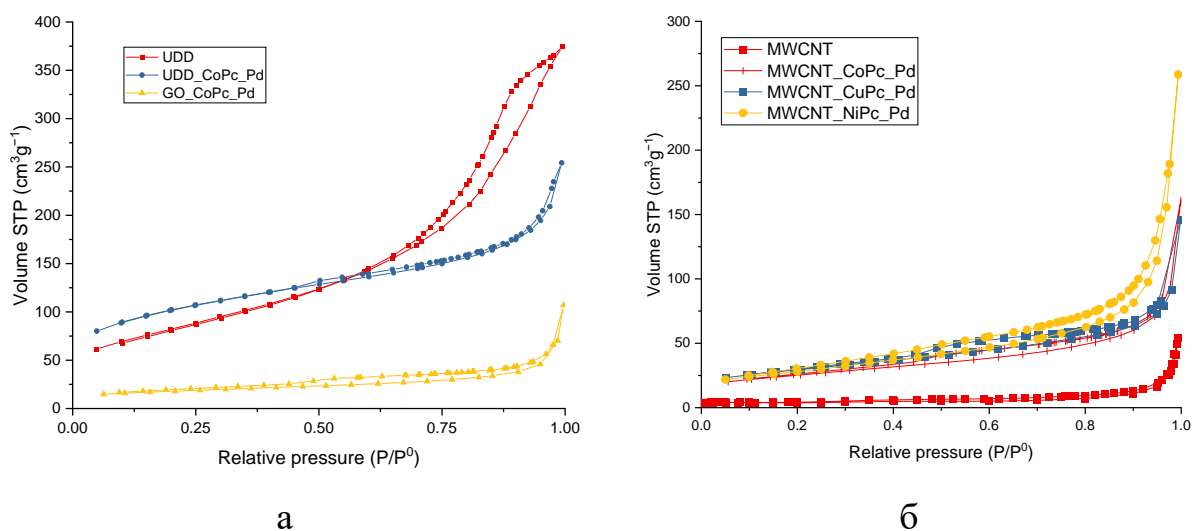 400
350
300
250
200
150
100
50
0
Volume STP (cm³g⁻¹)
UDD
UDD_CoPc_Pd
GO_CoPc_Pd
0.00 0.25 0.50 0.75 1.00
Relative pressure (P/P⁰)
а
300
250
200
150
100
50
0
Volume STP (cm³g⁻¹)
MWCNT
MWCNT_CoPc_Pd
MWCNT_CuPc_Pd
MWCNT_NiPc_Pd
0.0 0.2 0.4 0.6 0.8 1.0
Relative pressure (P/P⁰)
б